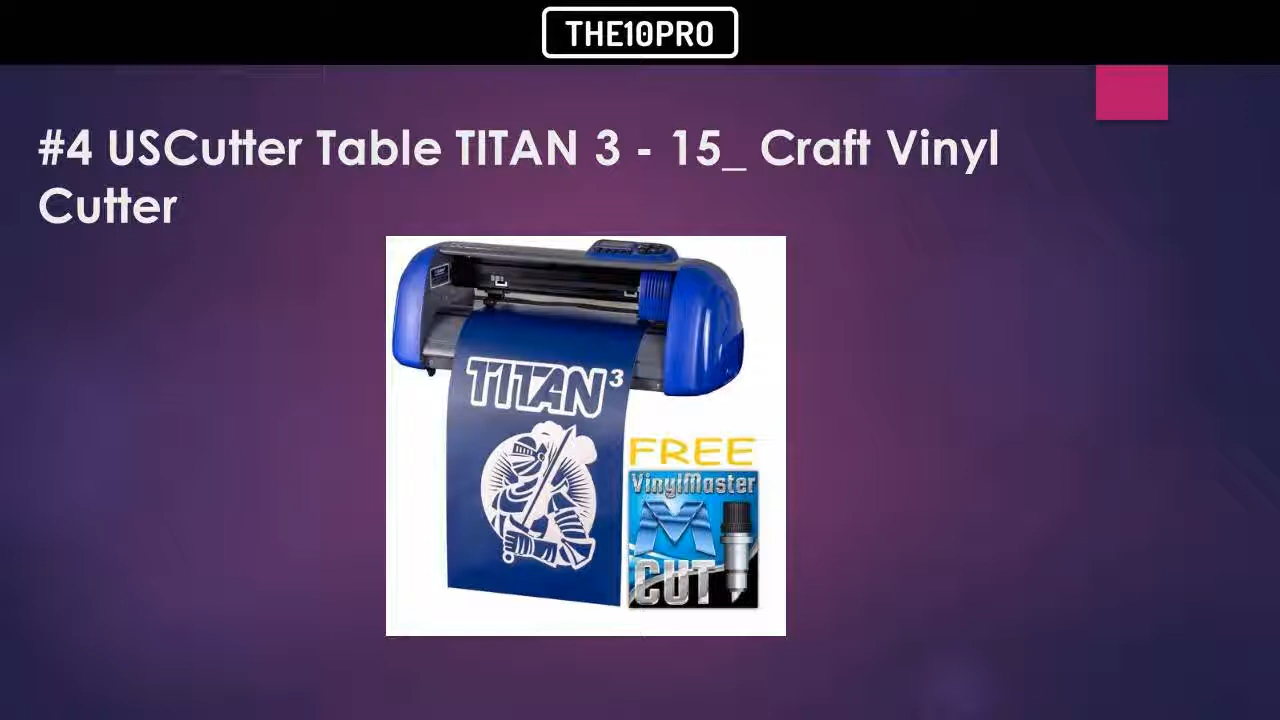 THE10PRO
#4 USCutter Table TITAN 3 - 15_ Craft Vinyl
Cutter
TITAN3
FREE
VinylMaster
CUT